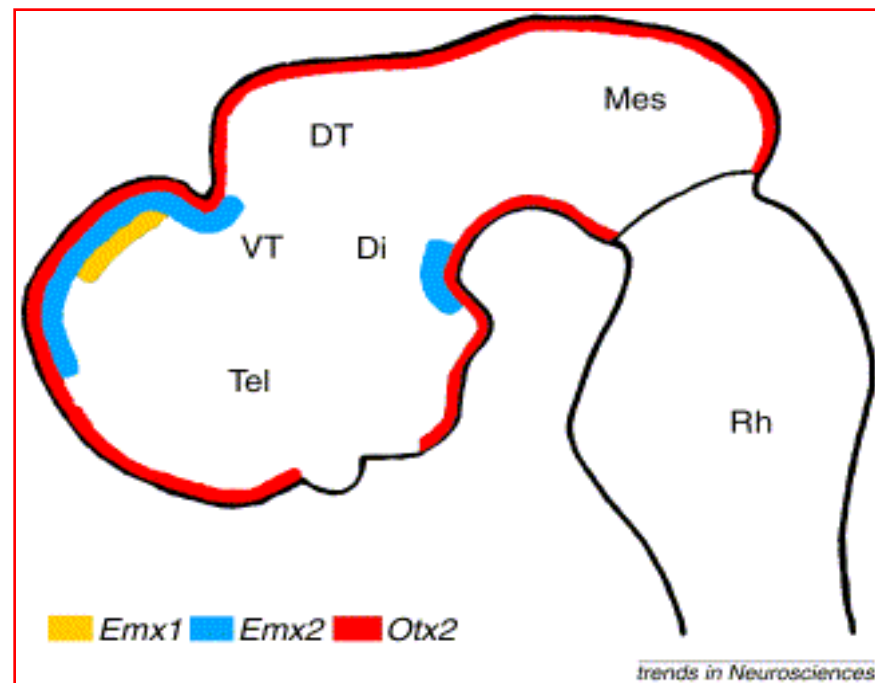 Mes
DT
VT Di
Tel
Rh
Emx1 Emx2 Otx2
trends in Neurosciences